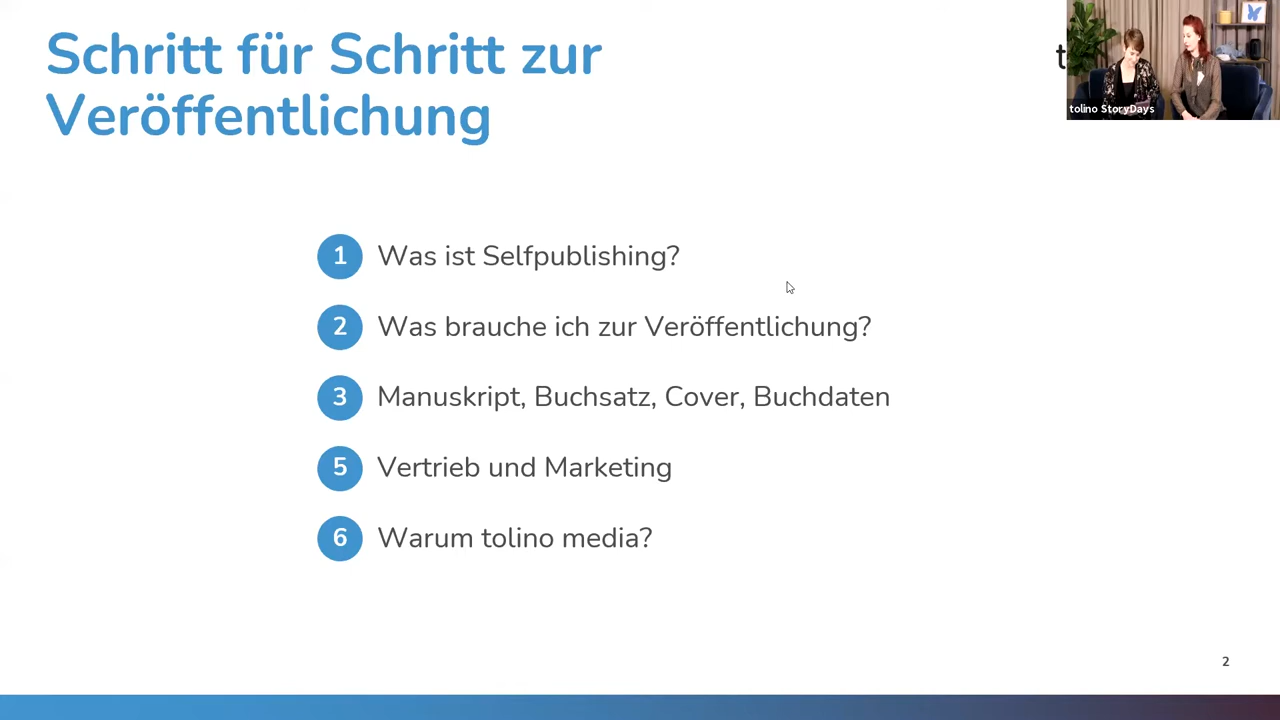 Schritt für Schritt zur
Veröffentlichung
t
tolino StoryDays
1 Was ist Selfpublishing?
2 Was brauche ich zur Veröffentlichung?
3 Manuskript, Buchsatz, Cover, Buchdaten
5 Vertrieb und Marketing
6 Warum tolino media?
2